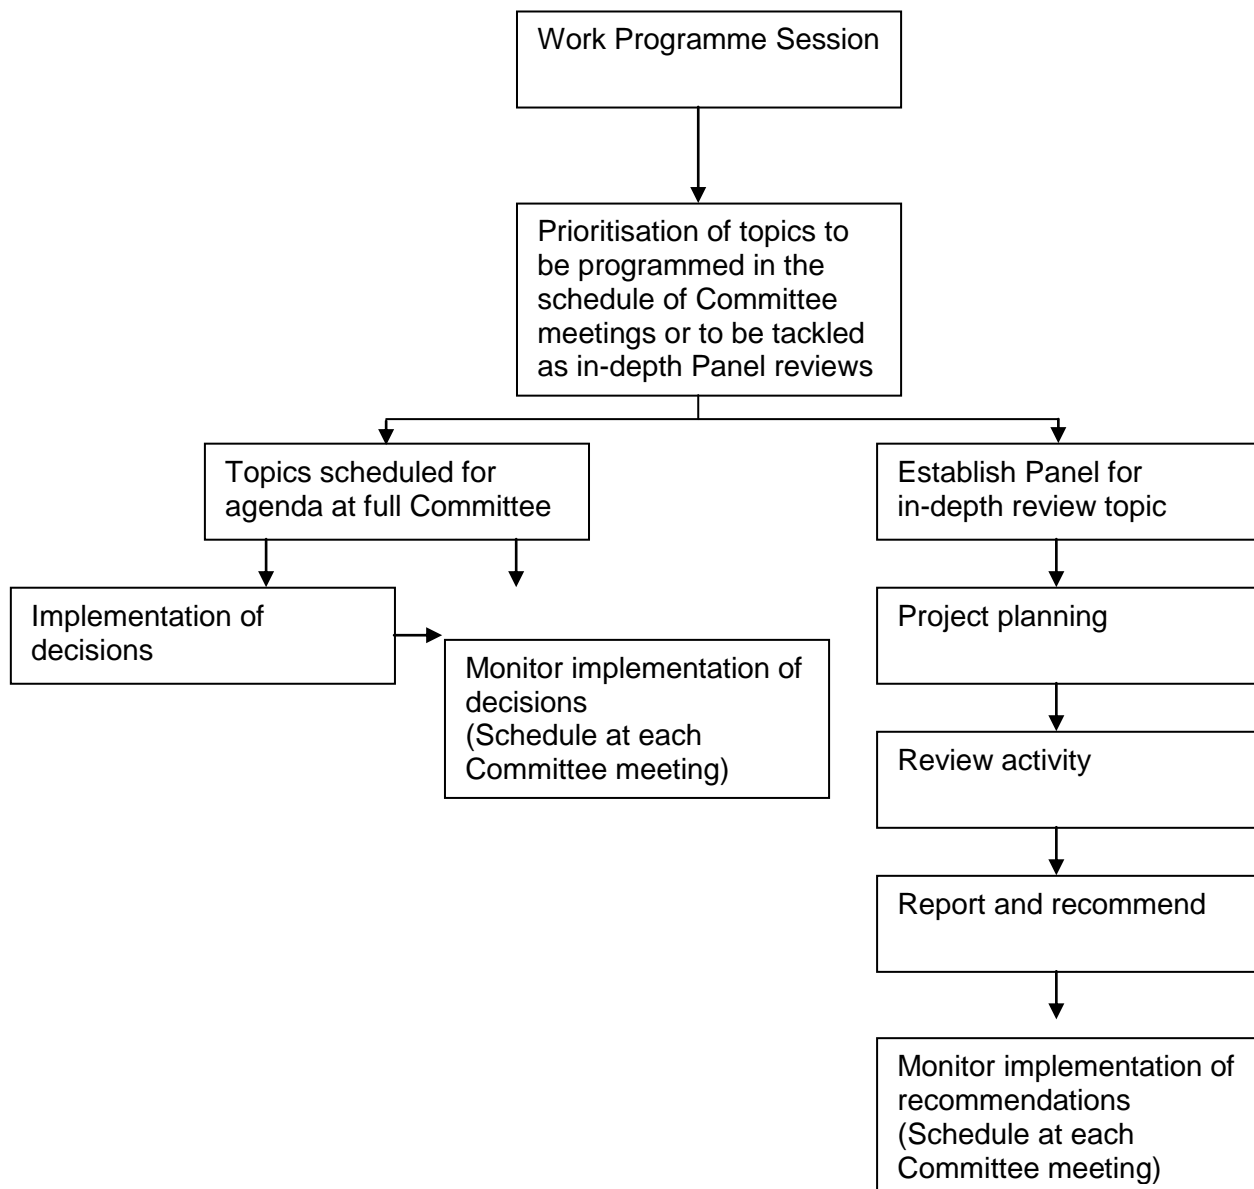 Work Programme Session
Prioritisation of topics to
be programmed in the
schedule of Committee
meetings or to be tackled
as in-depth Panel reviews
Topics scheduled for
agenda at full Committee
Establish Panel for
in-depth review topic
Implementation of
decisions
Project planning
Monitor implementation of
decisions
(Schedule at each
Committee meeting)
Review activity
Report and recommend
Monitor implementation of
recommendations
(Schedule at each
Committee meeting)